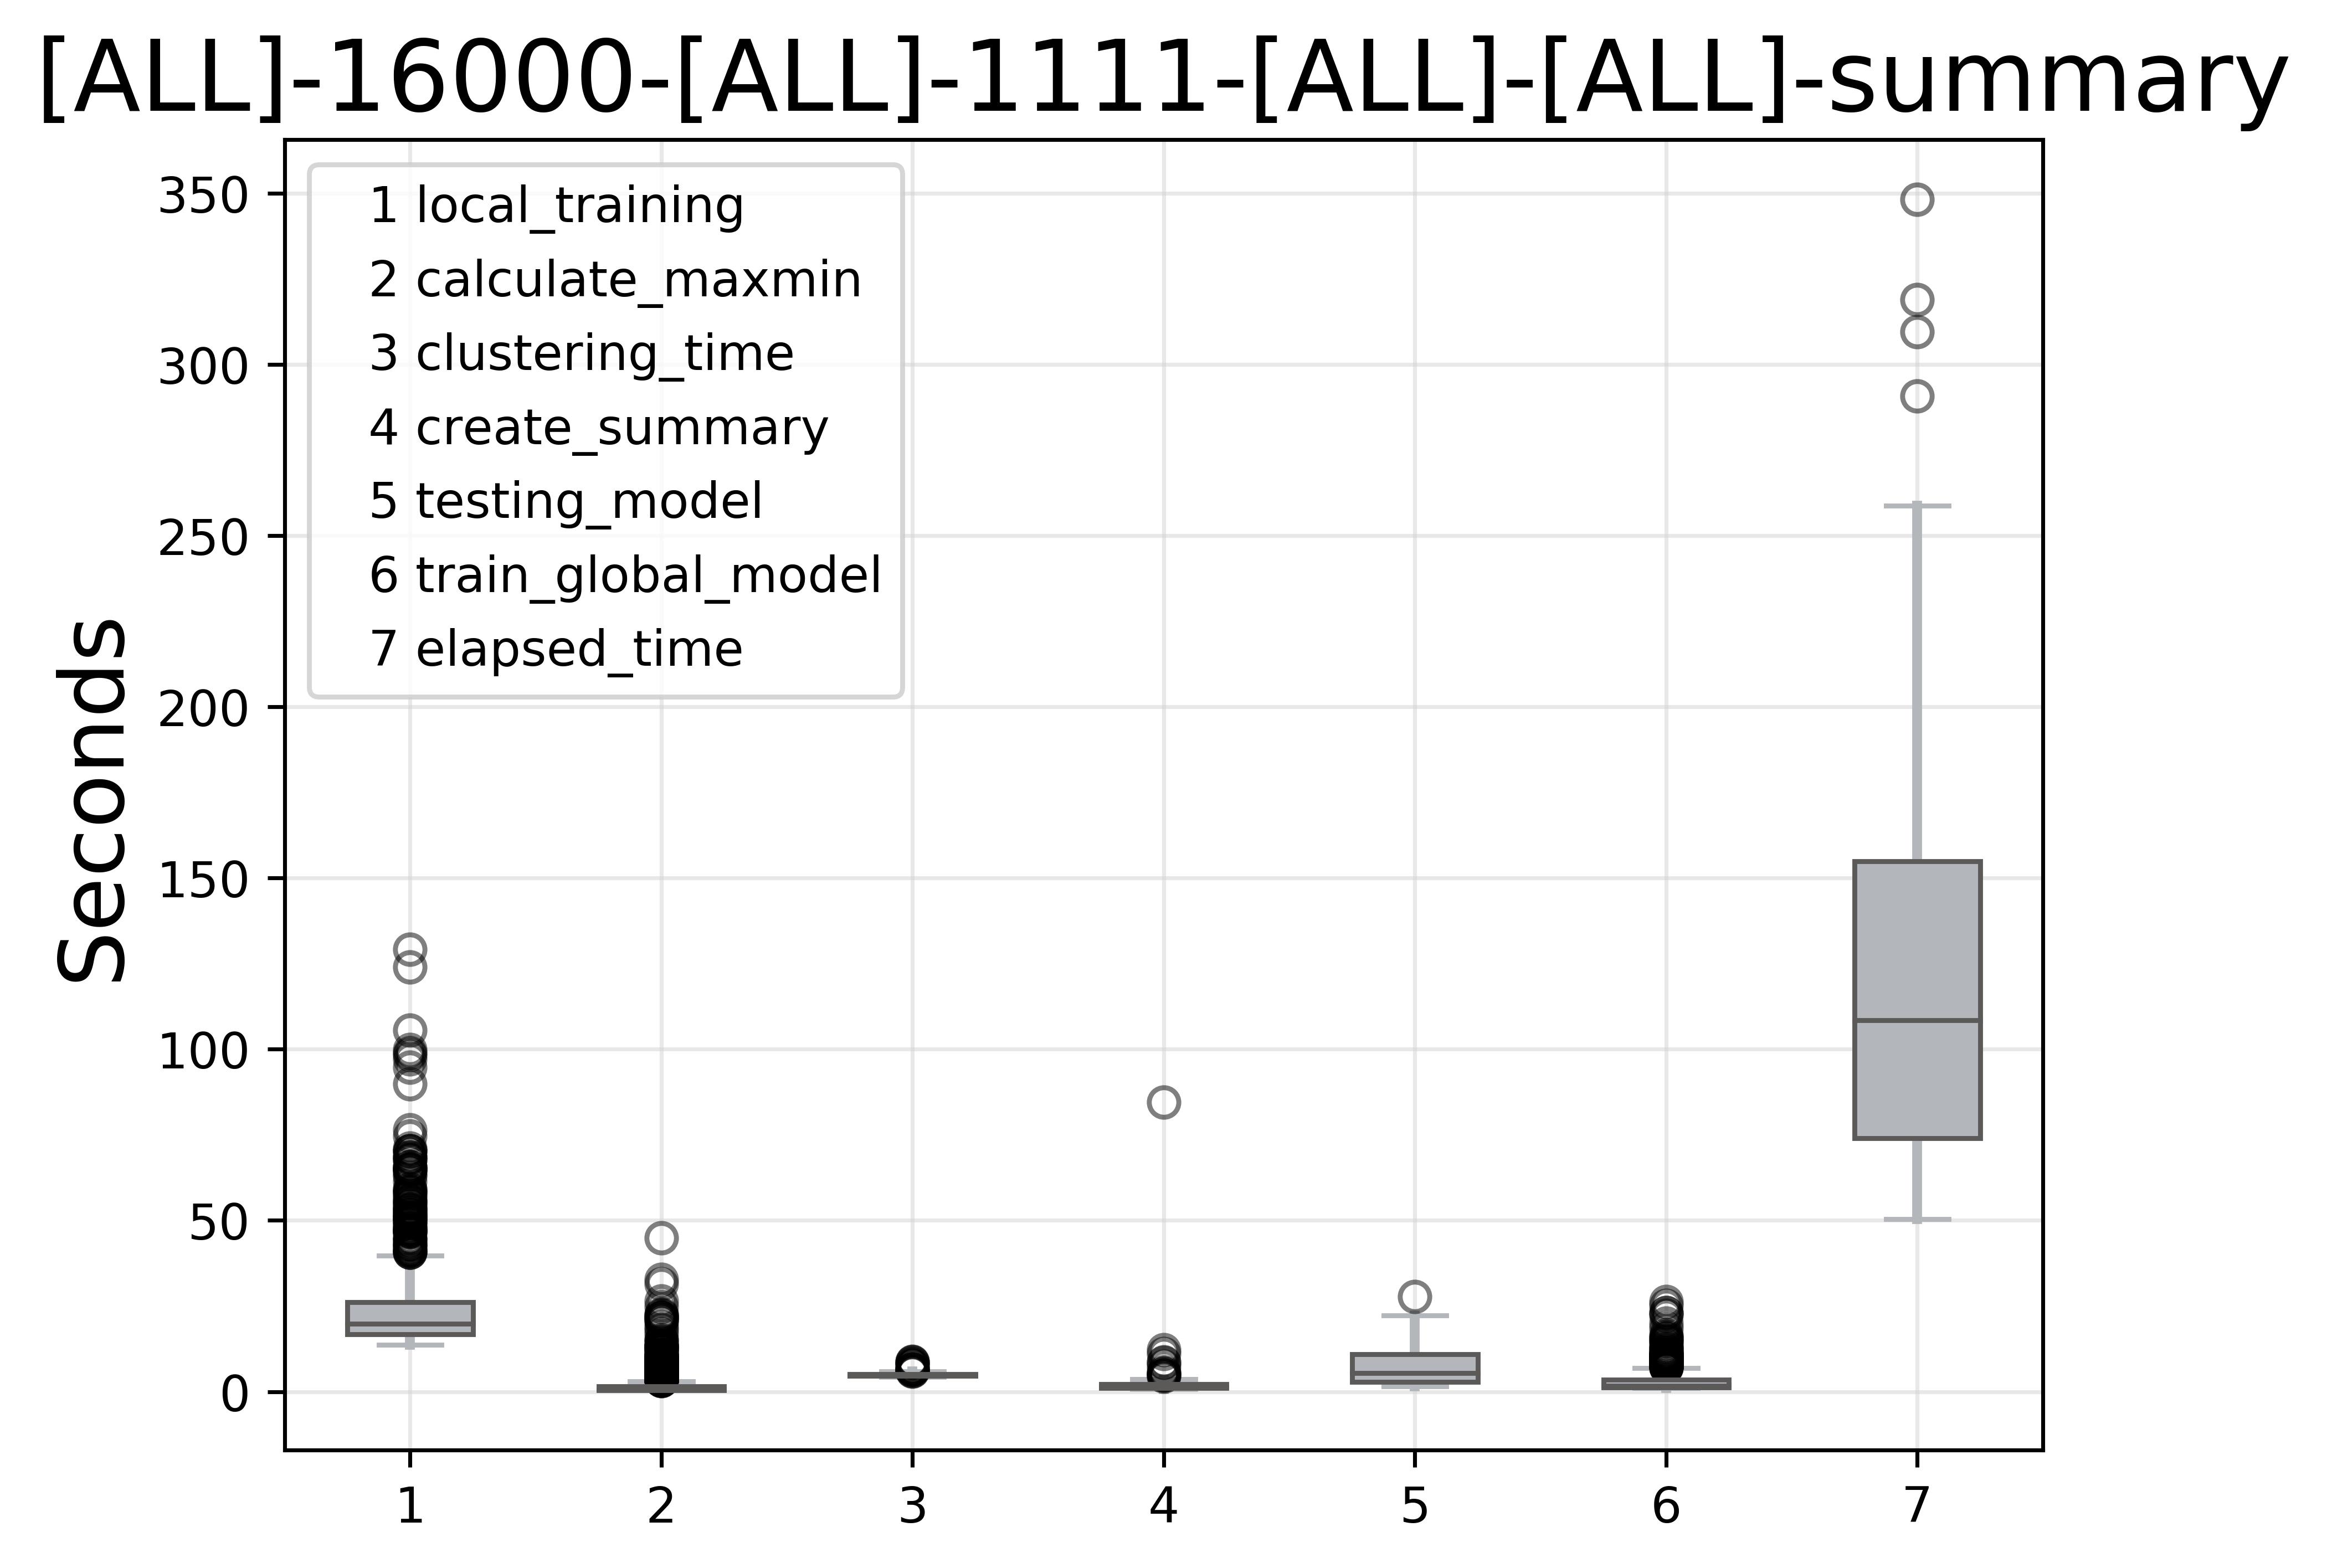 [ALL]-16000-[ALL]-1111-[ALL]-[ALL]-summary
Seconds
350
300
250
200
150
100
50
0
1 local_training
2 calculate_maxmin
3 clustering_time
4 create_summary
5 testing_model
6 train_global_model
7 elapsed_time
1 2 3 4 5 6 7